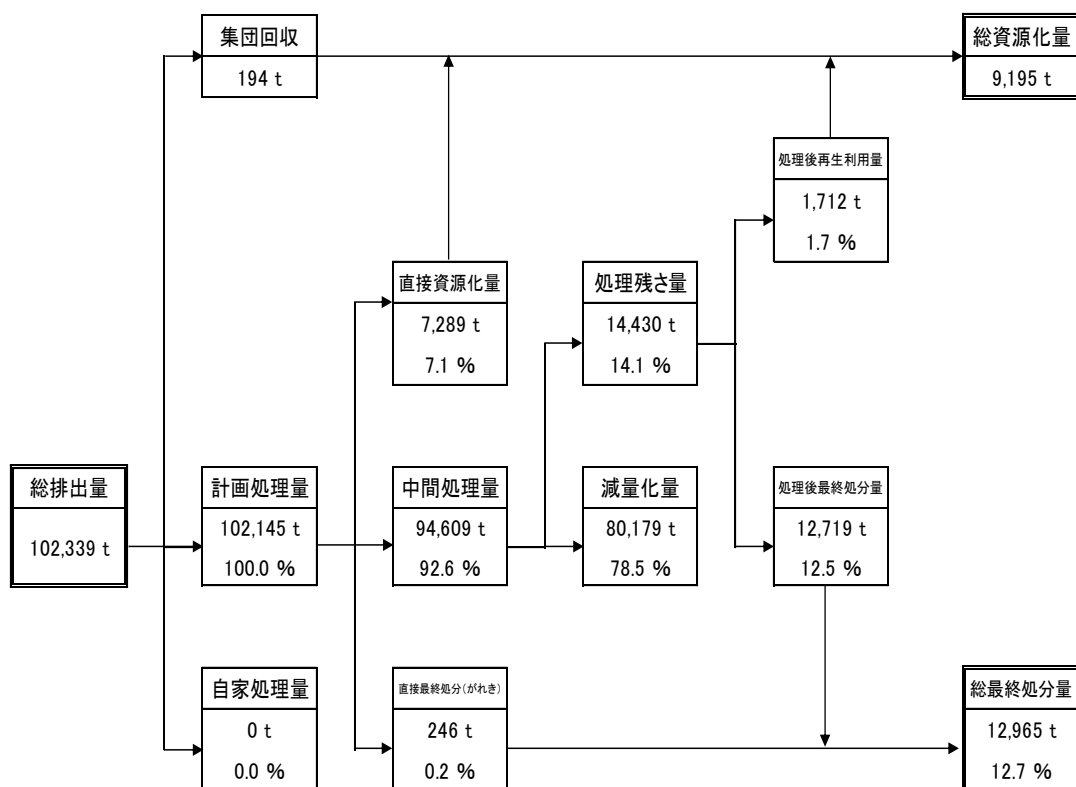 集団回収
194 t
総資源化量
9,195 t
処理後再生利用量
1,712 t
1.7 %
直接資源化量
7,289 t
7.1 %
処理残さ量
14,430 t
14.1 %
総排出量
102,339 t
計画処理量
102,145 t
100.0 %
中間処理量
94,609 t
92.6 %
減量化量
80,179 t
78.5 %
処理後最終処分量
12,719 t
12.5 %
自家処理量
0 t
0.0 %
直接最終処分(がれき)
246 t
0.2 %
総最終処分量
12,965 t
12.7 %